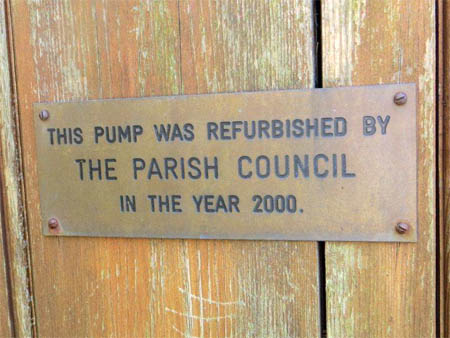 THIS PUMP WAS REFURBISHED BY
THE PARISH COUNCIL
IN THE YEAR 2000.